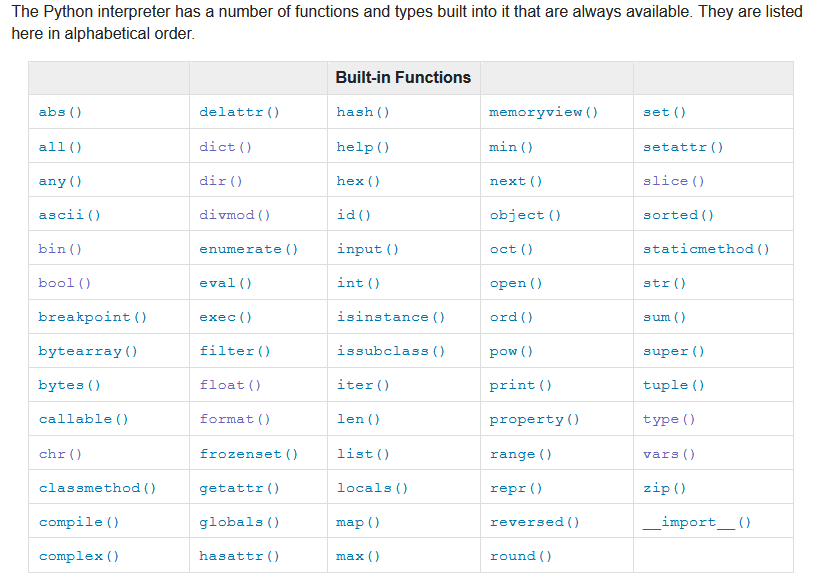 The Python interpreter has a number of functions and types built into it that are always available. They are listed
here in alphabetical order.
Built-in Functions
abs() delattr() hash() memoryview() set()
all() dict() help() min() setattr()
any() dir() hex() next() slice()
ascii() divmod() id() object() sorted()
bin() enumerate() input() oct() staticmethod()
bool() eval() int() open() str()
breakpoint() exec() isinstance() ord() sum()
bytearray() filter() issubclass() pow() super()
bytes() float() iter() print() tuple()
callable() format() len() property() type()
chr() frozenset() list() range() vars()
classmethod() getattr() locals() repr() zip()
compile() globals() map() reversed() __import__()
complex() hasattr() max() round()